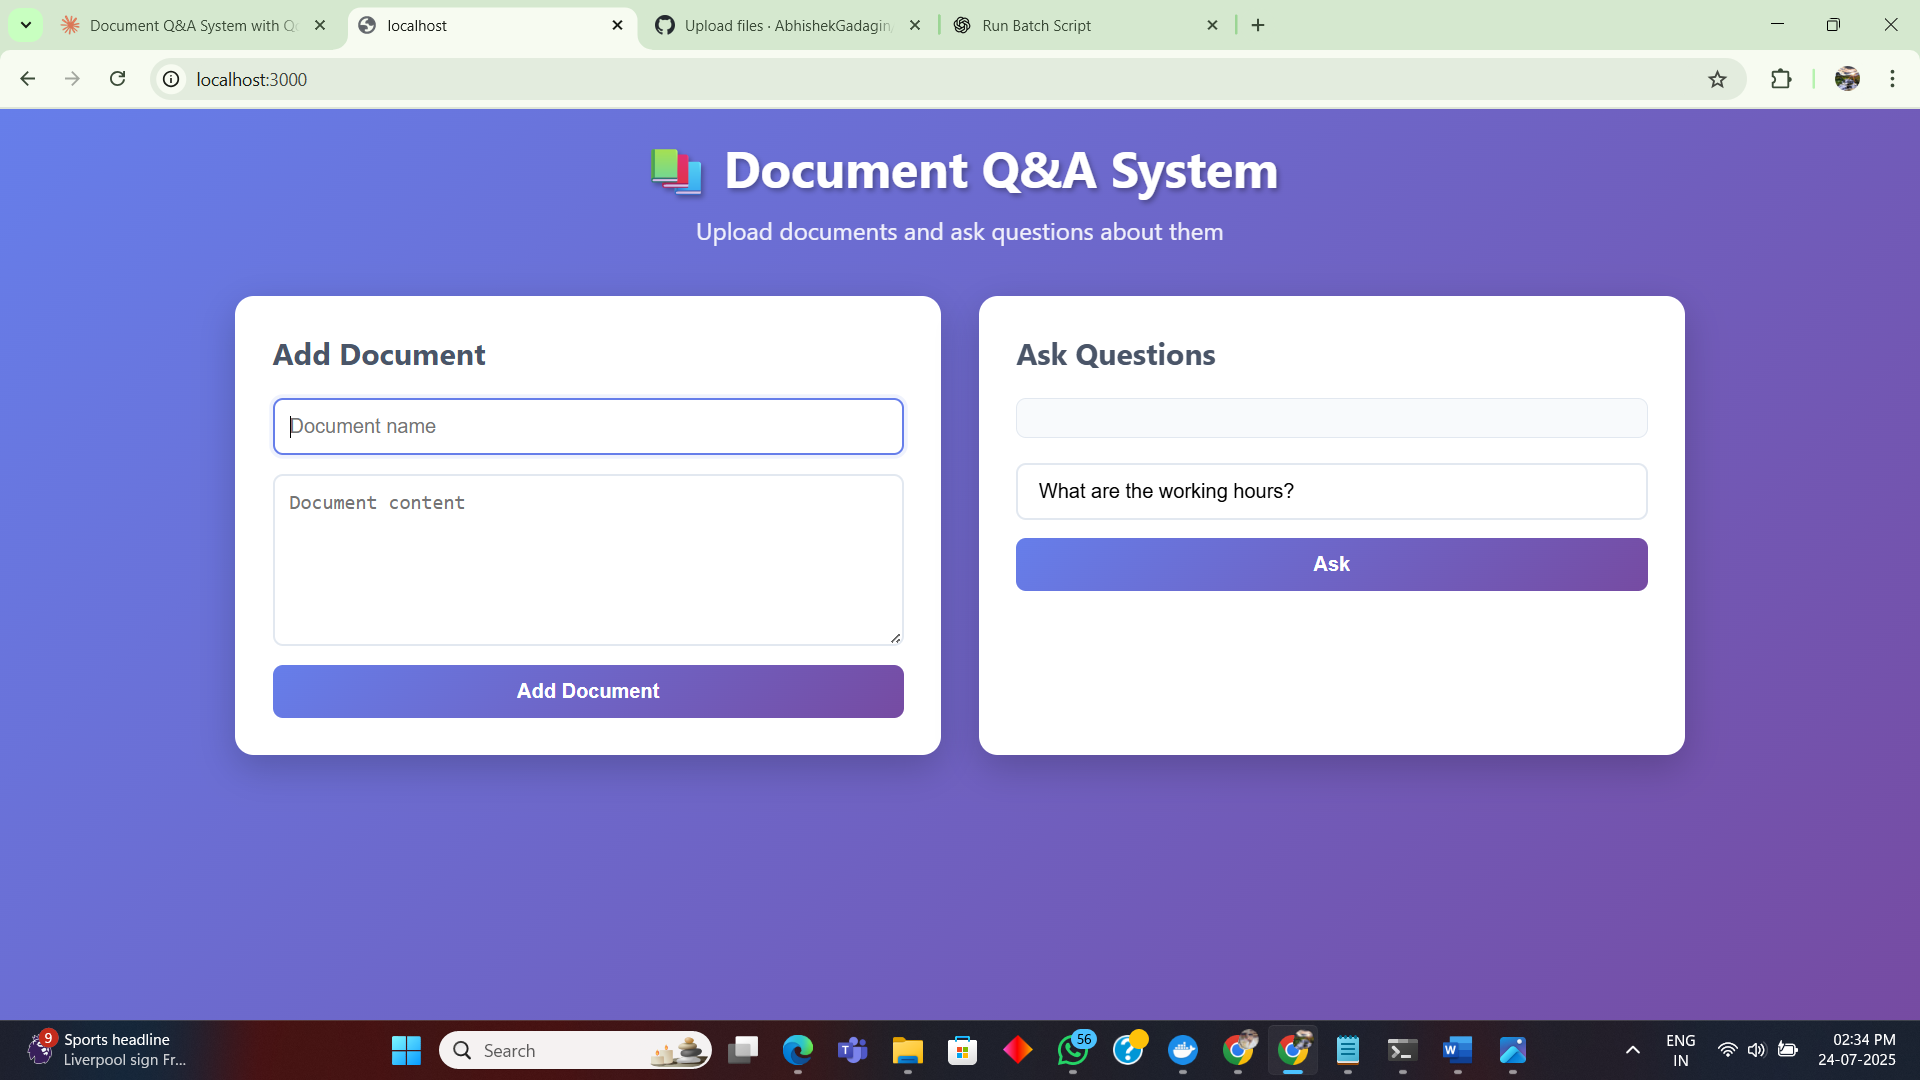 Document Q&A System with Qd
localhost
Upload files · AbhishekGadagin/
Run Batch Script
localhost:3000
Document Q&A System
Upload documents and ask questions about them
Add Document
Document name
Document content
Add Document
Ask Questions
What are the working hours?
Ask
9
Sports headline
Liverpool sign Fr...
Search
56
ENG
IN
02:34 PM
24-07-2025